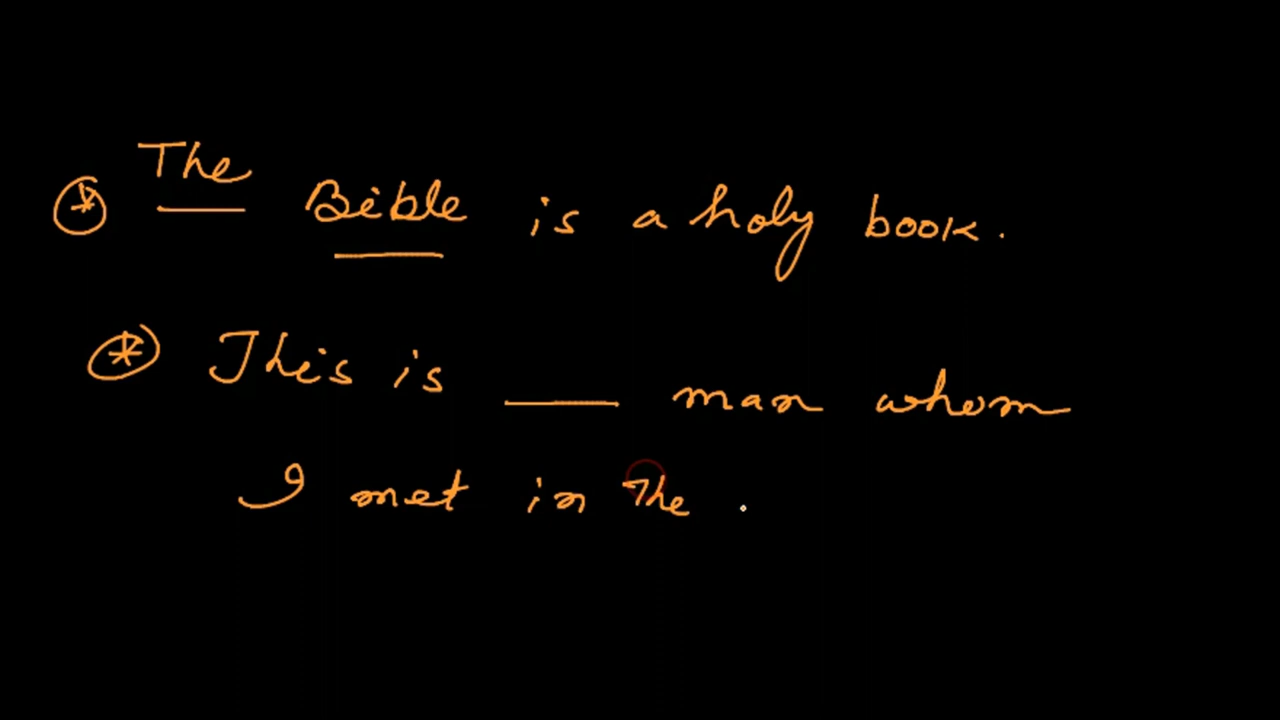 The Bible is a holy book.
This is ___ man whom
I met in the